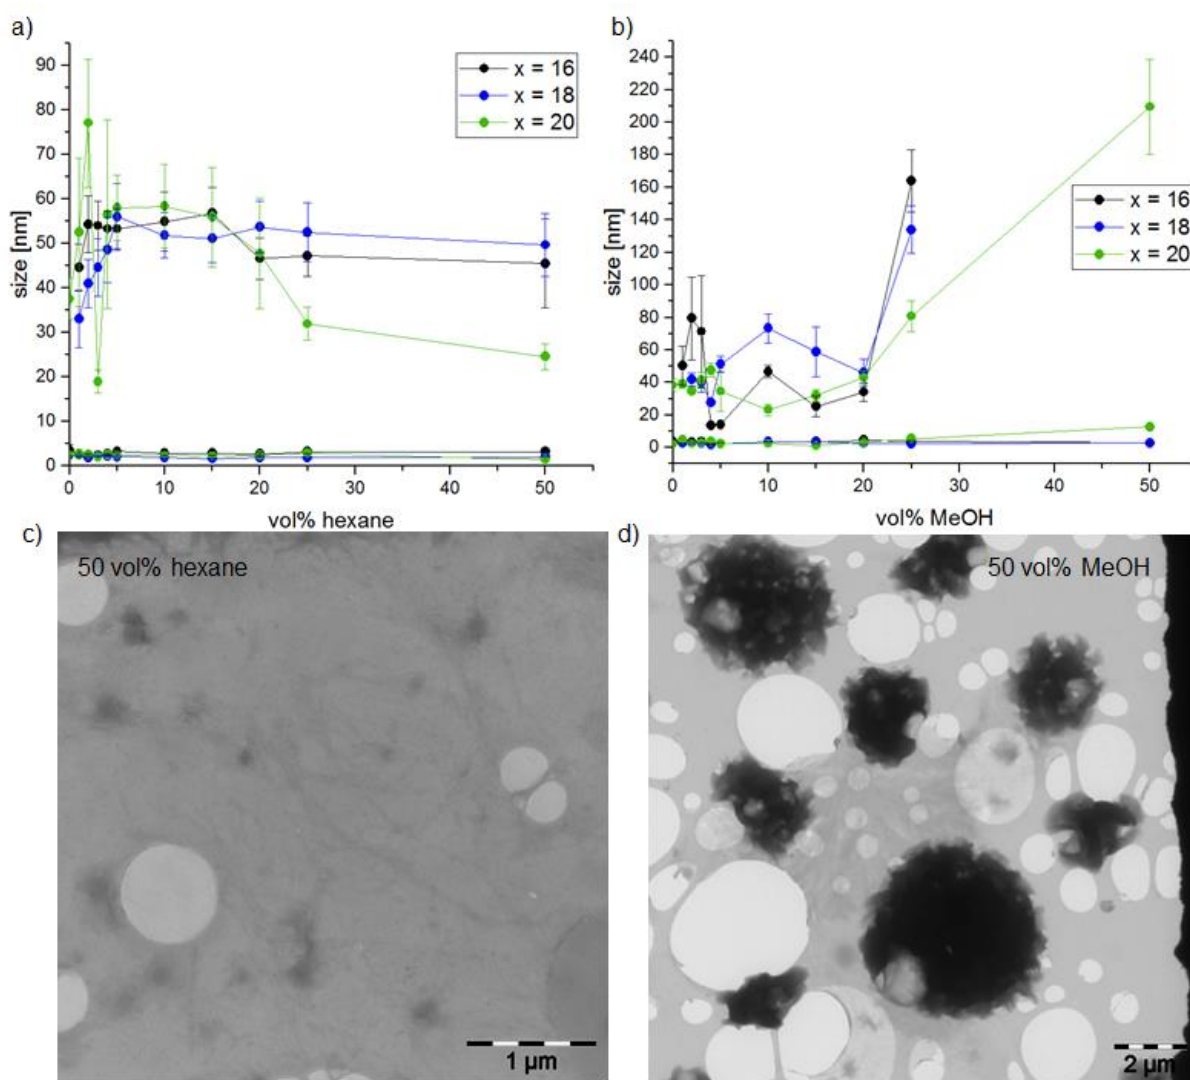 a)
size [nm]
90
80
70
60
50
40
30
20
10
0
0 10 20 30 40 50
vol% hexane
x = 16
x = 18
x = 20
b)
size [nm]
240
220
200
180
160
140
120
100
80
60
40
20
0
0 10 20 30 40 50
vol% MeOH
x = 16
x = 18
x = 20
c)
50 vol% hexane
1 µm
d)
50 vol% MeOH
2 µm